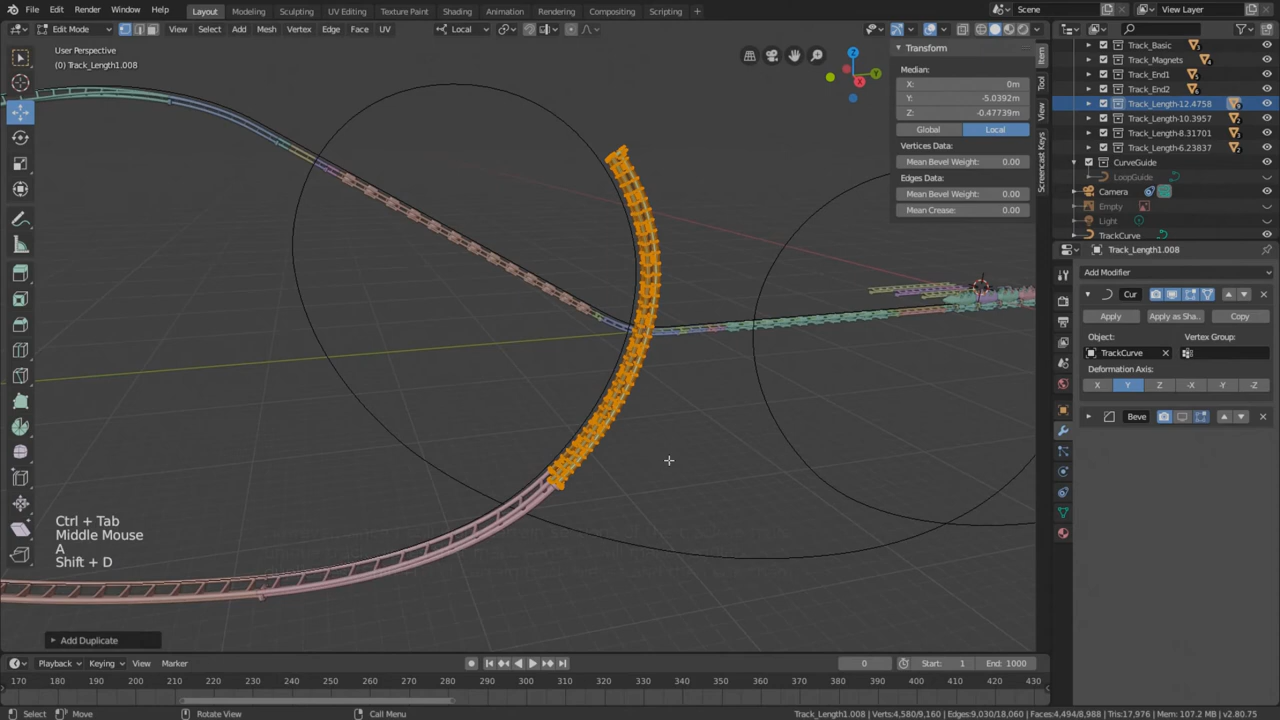 File Edit Render Window Help Layout Modeling Sculpting UV Editing Texture Paint Shading Animation Rendering Compositing Scripting + Scene View Layer
Edit Mode View Select Add Mesh Vertex Edge Face UV Local
User Perspective
(0) Track_Length1.008
Transform
Median:
X: 0m
Y: -5.0392m
Z: -0.47739m
Global Local
Vertices Data:
Mean Bevel Weight: 0.00
Edges Data:
Mean Bevel Weight: 0.00
Mean Crease: 0.00
Item
Tool
View
Screencast Keys
X
Y
Z
Track_Basic
Track_Magnets
Track_End1
Track_End2
Track_Length-12.4758
Track_Length-10.3957
Track_Length-8.31701
Track_Length-6.23837
CurveGuide
LoopGuide
Camera
Empty
Light
TrackCurve
Track_Length1.008
Add Modifier
Cur
Apply Apply as Sha.. Copy
Object: Vertex Group:
TrackCurve
Deformation Axis:
X Y Z -X -Y -Z
Beve
Ctrl + Tab
Middle Mouse
A
Shift + D
Add Duplicate
Playback Keying View Marker 0 Start: 1 End: 1000
170 180 190 200 210 220 230 240 250 260 270 280 290 300 310 320 330 340 350 360 370 380 390 400 410 420 430
Select Move Rotate View Call Menu Track_Length1.008 | Verts:4,580/9,160 | Edges:9,030/18,060 | Faces:4,494/8,988 | Tris:17,976 | Mem: 107.2 MB | v2.80.75